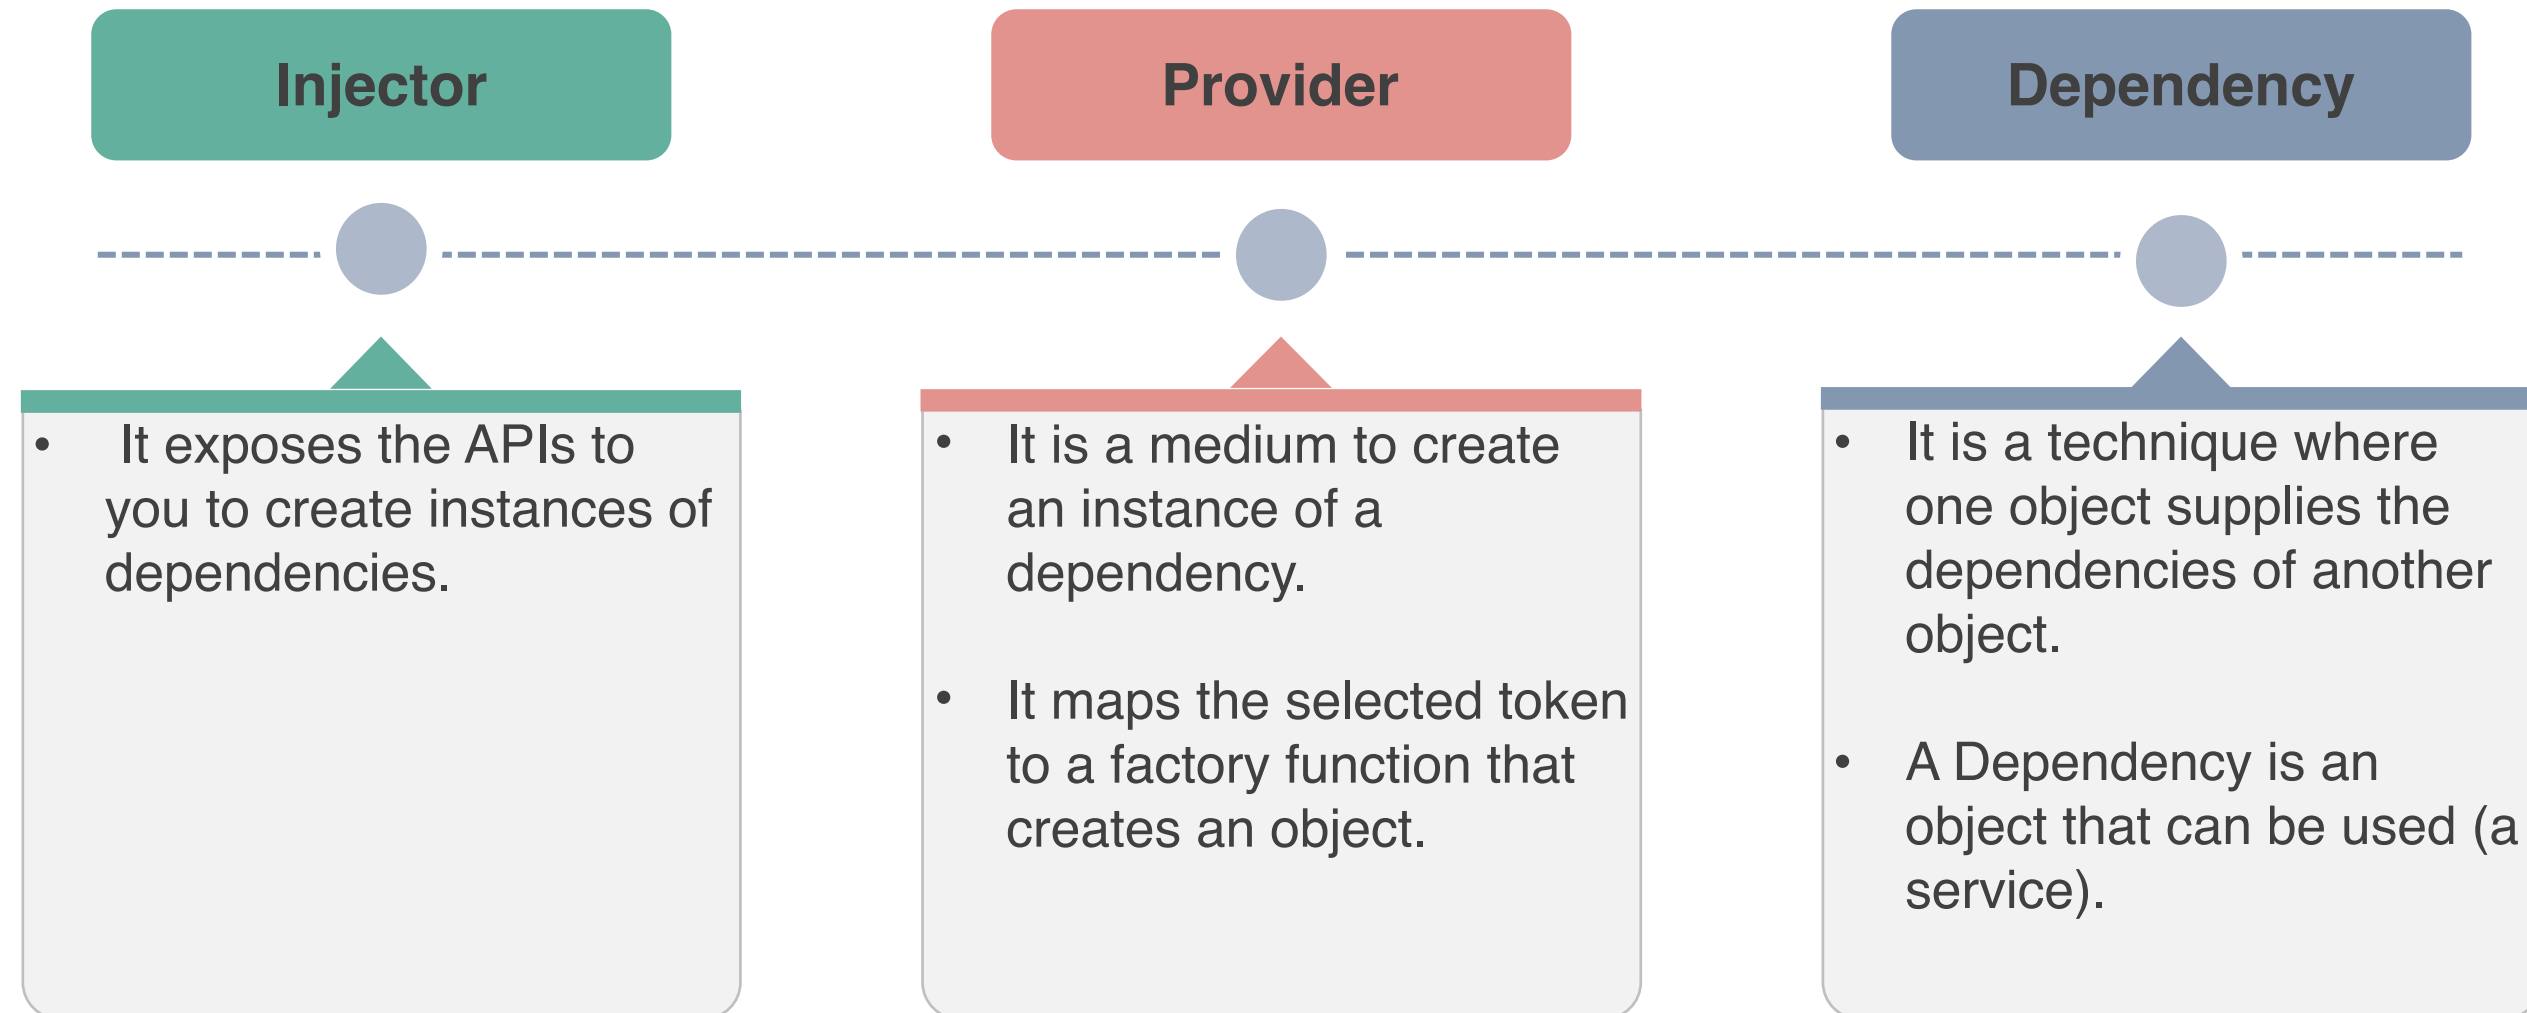 Injector
Provider
Dependency
• It exposes the APIs to
you to create instances of
dependencies.
• It is a medium to create
an instance of a
dependency.
• It maps the selected token
to a factory function that
creates an object.
• It is a technique where
one object supplies the
dependencies of another
object.
• A Dependency is an
object that can be used (a
service).